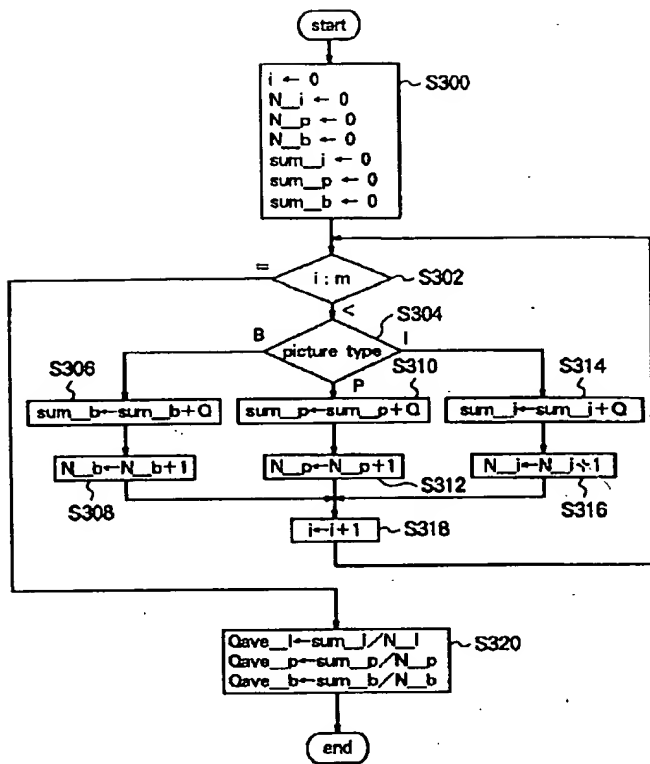 start
S300
i ← 0
N_i ← 0
N_p ← 0
N_b ← 0
sum_i ← 0
sum_p ← 0
sum_b ← 0
=
i : m
S302
<
S304
B
picture type
I
P
S306
S310
S314
sum_b←sum_b+Q
sum_p←sum_p+Q
sum_i←sum_i+Q
N_b←N_b+1
N_p←N_p+1
N_i←N_i+1
S308
S312
S316
i←i+1
S318
Qave_i←sum_i/N_i
Qave_p←sum_p/N_p
Qave_b←sum_b/N_b
S320
end